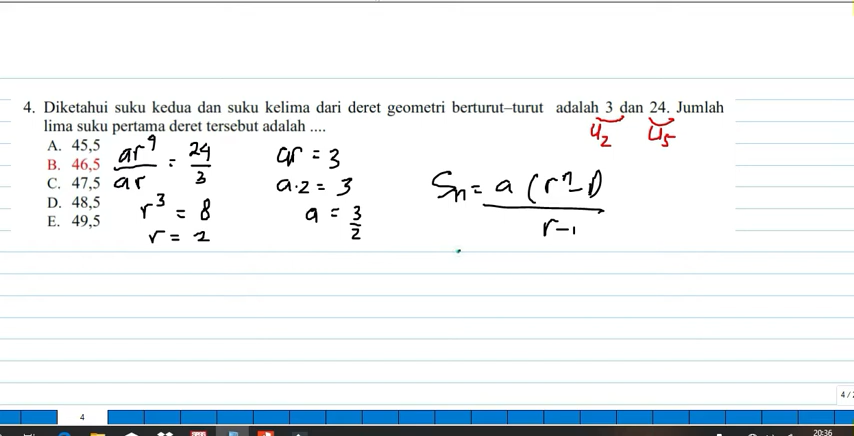 4. Diketahui suku kedua dan suku kelima dari deret geometri berturut–turut adalah 3 dan 24. Jumlah
lima suku pertama deret tersebut adalah ....
A. 45,5
B. 46,5
C. 47,5
D. 48,5
E. 49,5
U₂ U₅
ar⁴/ar = 24/3
r³ = 8
r = 2
ar = 3
a.2 = 3
a = 3/2
Sₙ = a (rⁿ-1)
r-1
4
4/2
20:36